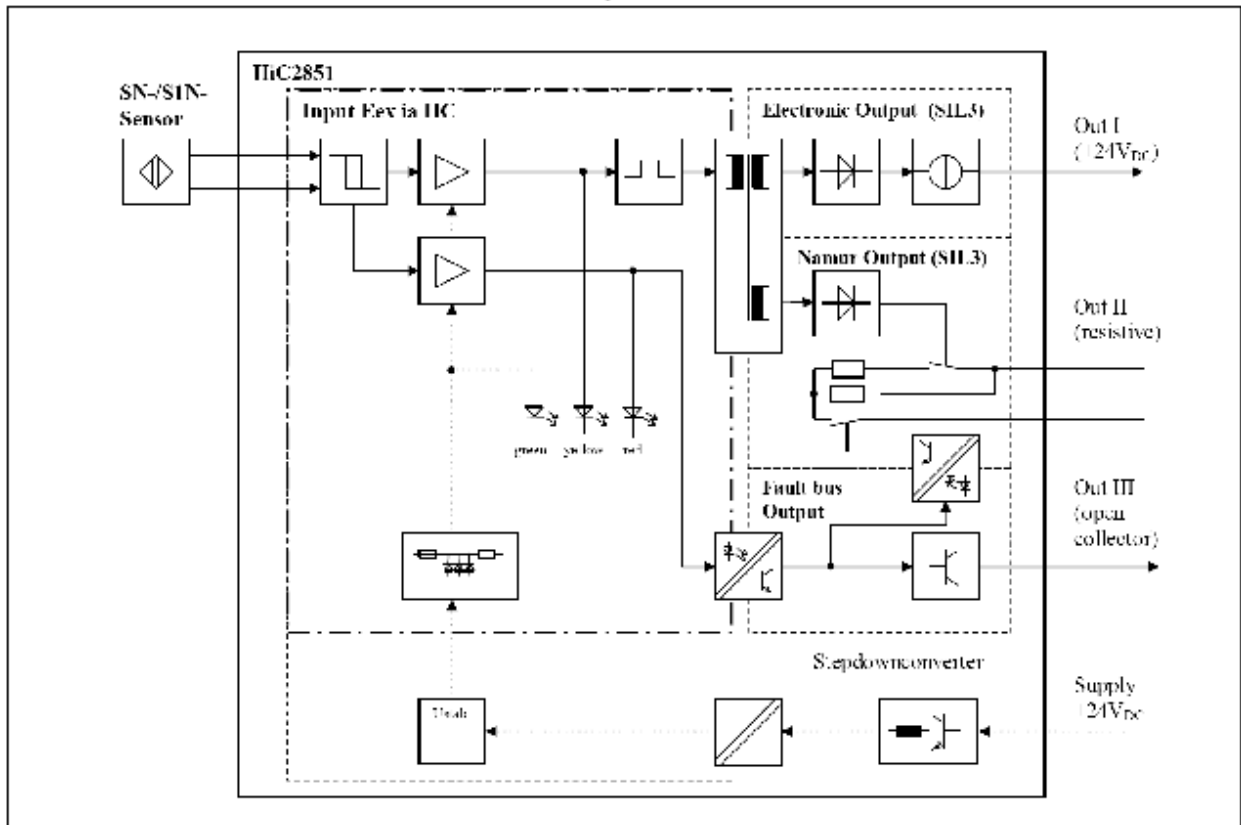 HiC2851
SN-/S1N-
Sensor
Input Eex ia IIC
Electronic Output (SIL3)
Out I
(+24VDC)
Namur Output (SIL3)
Out II
(resistive)
green yellow red
Fault bus
Output
Out III
(open
collector)
Stepdownconverter
Supply
+24VDC